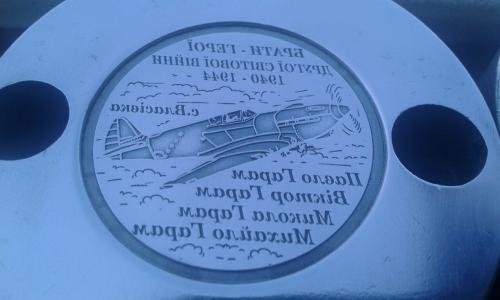 БРАТИ - ГЕРОЇ
ДРУГОЇ СВІТОВОЇ ВІЙНИ
1940 - 1944
с.Власівка
Павло Гарам
Віктор Гарам
Микола Гарам
Михайло Гарам